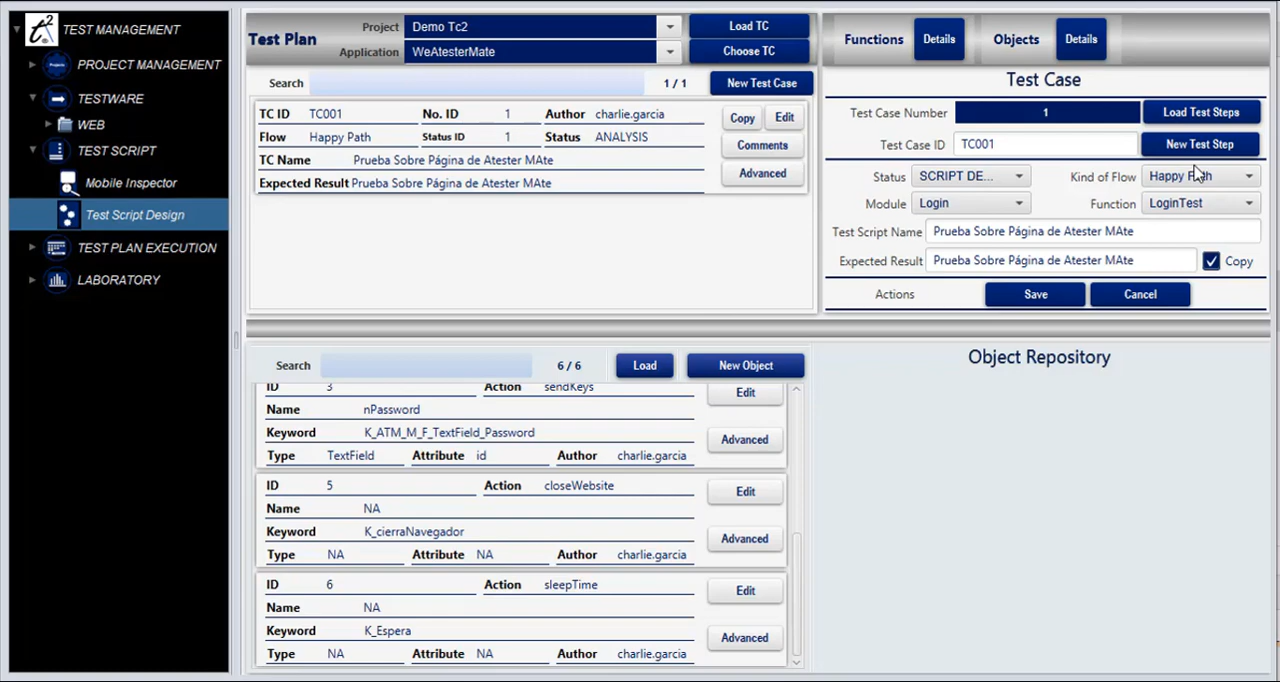 t2
TEST MANAGEMENT
Projects
PROJECT MANAGEMENT
TESTWARE
WEB
TEST SCRIPT
Mobile Inspector
Test Script Design
TEST PLAN EXECUTION
LABORATORY
Test Plan
Project Demo Tc2 Load TC
Application WeAtesterMate Choose TC
Search 1 / 1 New Test Case
TC ID TC001 No. ID 1 Author charlie.garcia Copy Edit
Flow Happy Path Status ID 1 Status ANALYSIS Comments
TC Name Prueba Sobre Página de Atester MAte
Expected Result Prueba Sobre Página de Atester MAte Advanced
Functions Details Objects Details
Test Case
Test Case Number 1 Load Test Steps
Test Case ID TC001 New Test Step
Status SCRIPT DE... Kind of Flow Happy Path
Module Login Function LoginTest
Test Script Name Prueba Sobre Página de Atester MAte
Expected Result Prueba Sobre Página de Atester MAte Copy
Actions Save Cancel
Search 6 / 6 Load New Object
ID 3 Action sendKeys Edit
Name nPassword
Keyword K_ATM_M_F_TextField_Password Advanced
Type TextField Attribute id Author charlie.garcia
ID 5 Action closeWebsite Edit
Name NA
Keyword K_cierraNavegador Advanced
Type NA Attribute NA Author charlie.garcia
ID 6 Action sleepTime Edit
Name NA
Keyword K_Espera Advanced
Type NA Attribute NA Author charlie.garcia
Object Repository